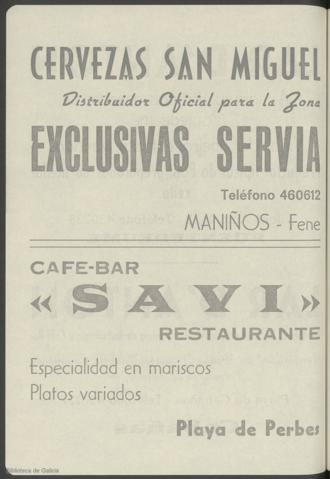 CERVEZAS SAN MIGUEL
Distribuidor Oficial para la Zona
EXCLUSIVAS SERVIA
Teléfono 460612
MANIÑOS - Fene
CAFE-BAR
« SAVI »
RESTAURANTE
Especialidad en mariscos
Platos variados
Playa de Perbes
Biblioteca de Galicia